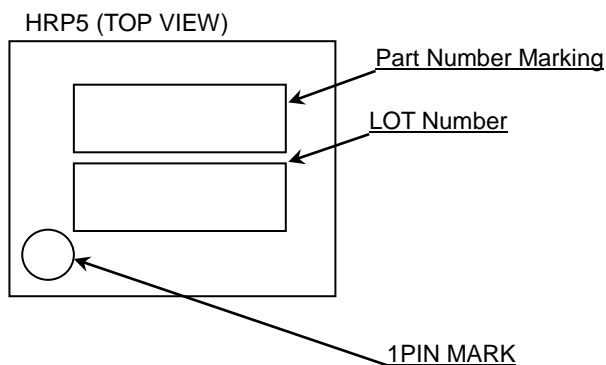 HRP5 (TOP VIEW)
Part Number Marking
LOT Number
1PIN MARK